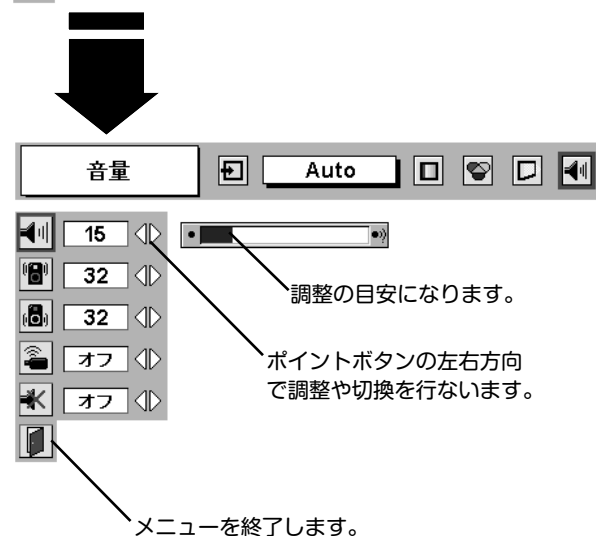 音量
Auto
15
32
32
オフ
オフ
調整の目安になります。
ポイントボタンの左右方向
で調整や切換を行ないます。
メニューを終了します。